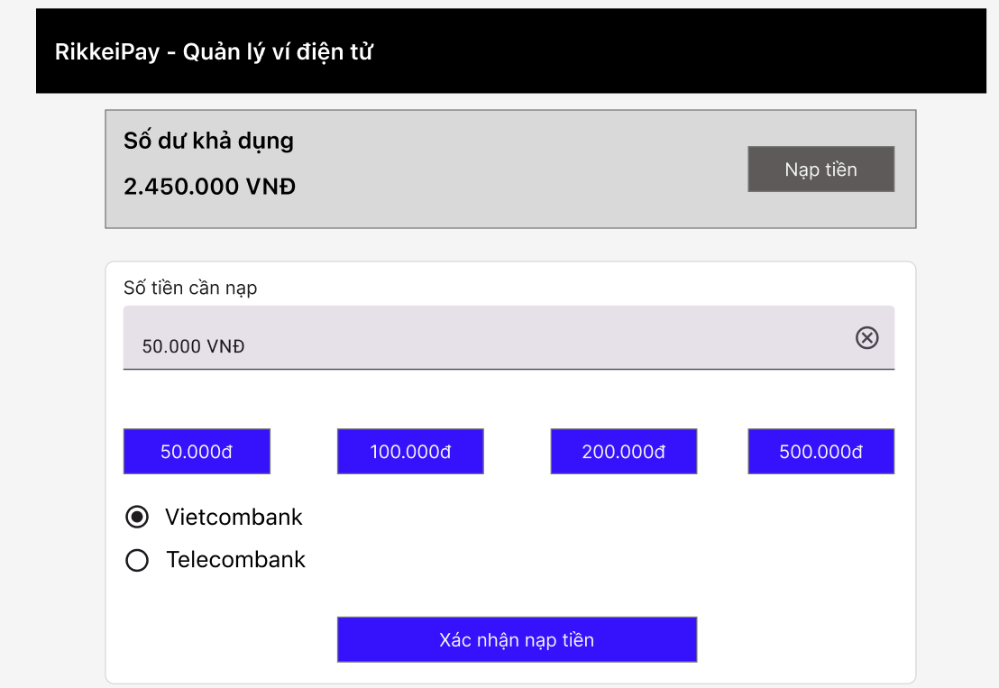 RikkeiPay - Quản lý ví điện tử
Số dư khả dụng
2.450.000 VNĐ
Nạp tiền
Số tiền cần nạp
50.000 VNĐ
50.000đ 100.000đ 200.000đ 500.000đ
Vietcombank
Telecombank
Xác nhận nạp tiền